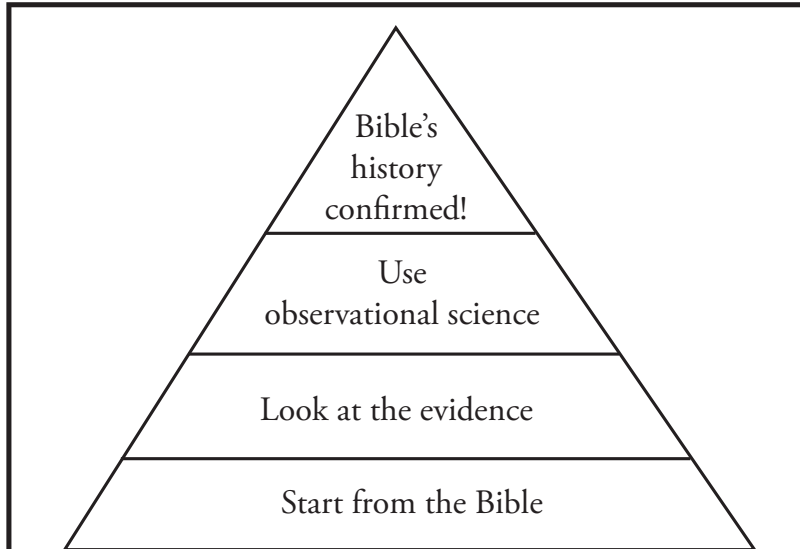 Bible’s
history
confirmed!
Use
observational science
Look at the evidence
Start from the Bible